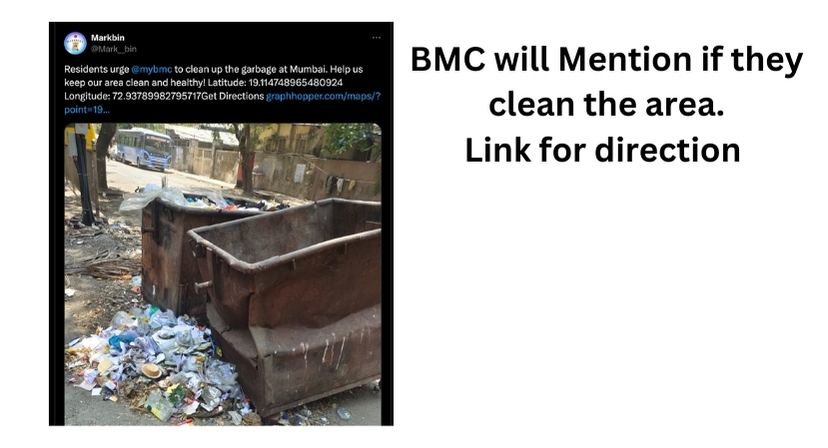 Markbin
@Mark__bin
Residents urge @mybmc to clean up the garbage at Mumbai. Help us
keep our area clean and healthy! Latitude: 19.114748965480924
Longitude: 72.93789982795717Get Directions graphhopper.com/maps/?
point=19...
BMC will Mention if they
clean the area.
Link for direction